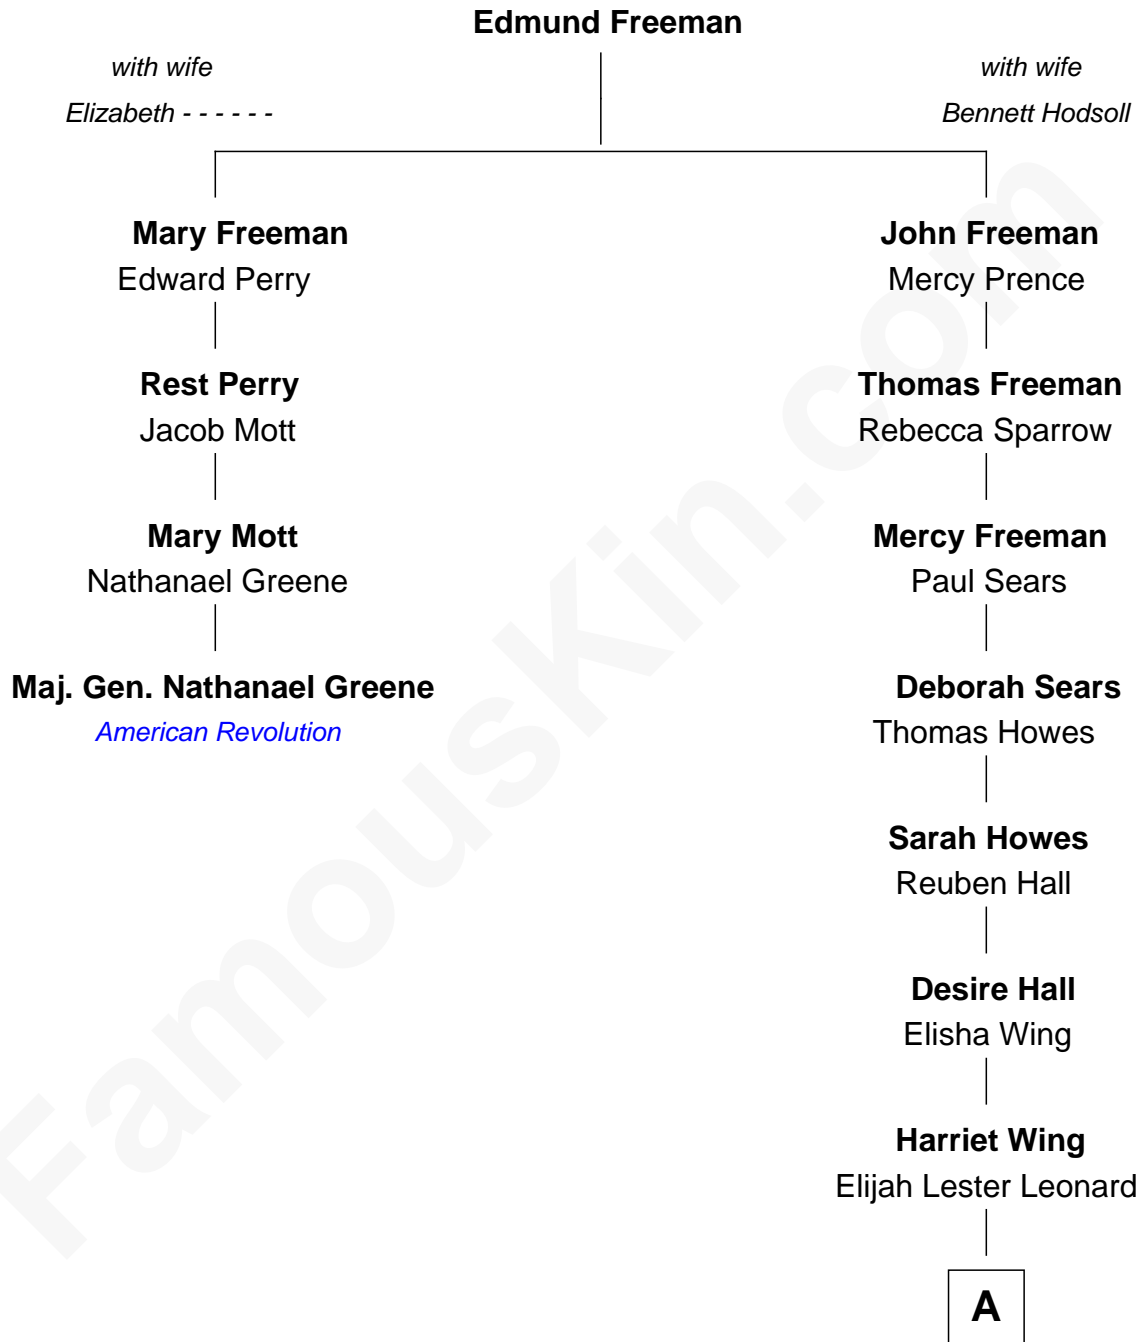 Edmund Freeman
with wife
Elizabeth - - - - - -
with wife
Bennett Hodsoll
Mary Freeman
Edward Perry
John Freeman
Mercy Prence
Rest Perry
Jacob Mott
Thomas Freeman
Rebecca Sparrow
Mary Mott
Nathanael Greene
Mercy Freeman
Paul Sears
Maj. Gen. Nathanael Greene
American Revolution
Deborah Sears
Thomas Howes
Sarah Howes
Reuben Hall
Desire Hall
Elisha Wing
Harriet Wing
Elijah Lester Leonard
A
FamousKin.com